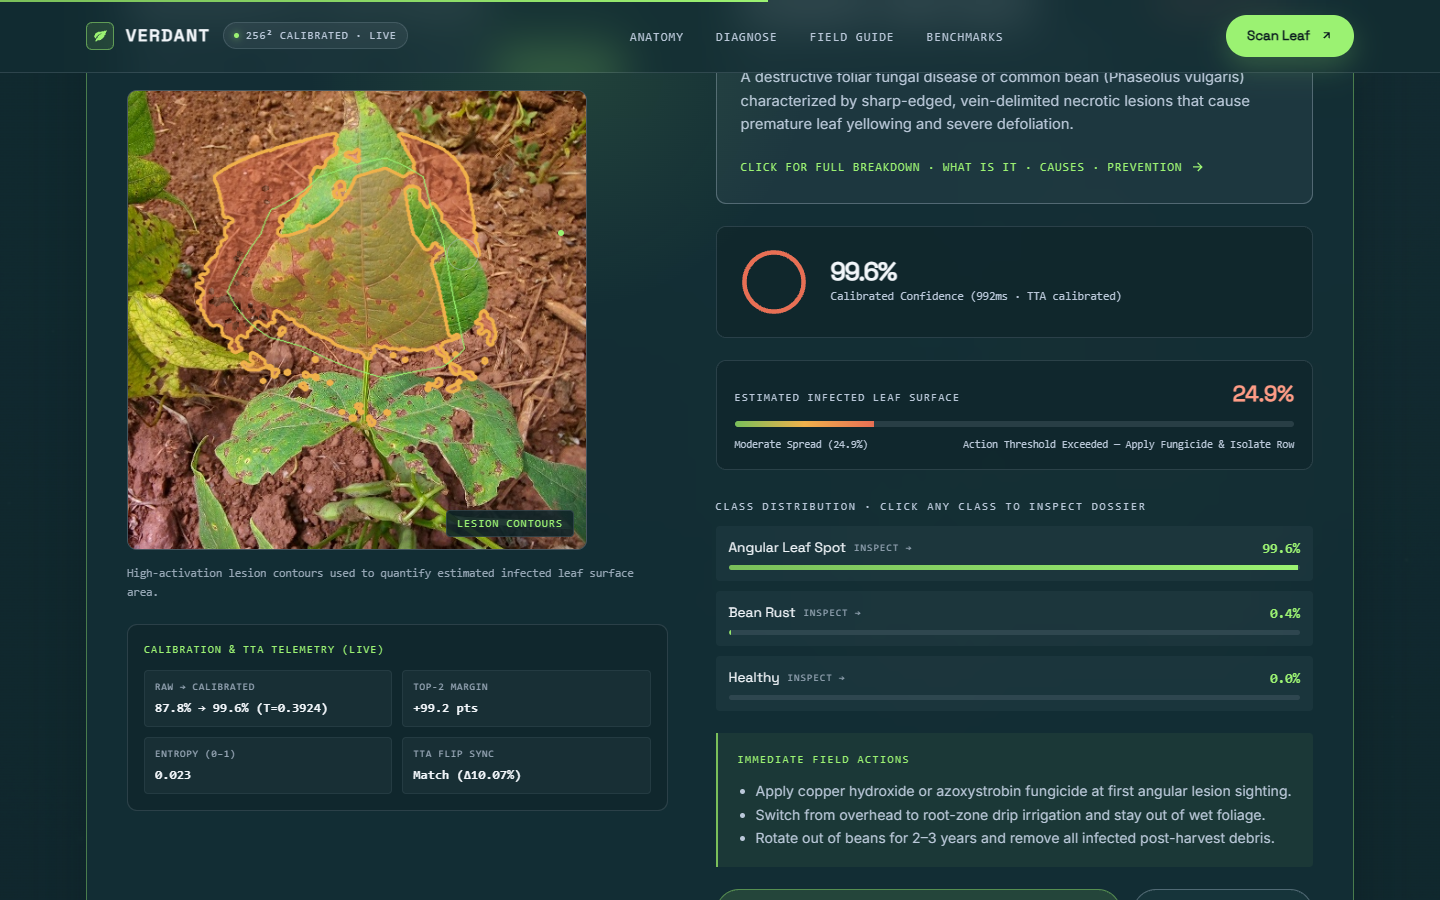 VERDANT
256² CALIBRATED · LIVE
ANATOMY
DIAGNOSE
FIELD GUIDE
BENCHMARKS
Scan Leaf ↗
A destructive foliar fungal disease of common bean (Phaseolus vulgaris)
characterized by sharp-edged, vein-delimited necrotic lesions that cause
premature leaf yellowing and severe defoliation.
CLICK FOR FULL BREAKDOWN · WHAT IS IT · CAUSES · PREVENTION →
LESION CONTOURS
High-activation lesion contours used to quantify estimated infected leaf surface
area.
CALIBRATION & TTA TELEMETRY (LIVE)
RAW → CALIBRATED
87.8% → 99.6% (T=0.3924)
TOP-2 MARGIN
+99.2 pts
ENTROPY (0–1)
0.023
TTA FLIP SYNC
Match (Δ10.07%)
99.6%
Calibrated Confidence (992ms · TTA calibrated)
ESTIMATED INFECTED LEAF SURFACE
24.9%
Moderate Spread (24.9%)
Action Threshold Exceeded — Apply Fungicide & Isolate Row
CLASS DISTRIBUTION · CLICK ANY CLASS TO INSPECT DOSSIER
Angular Leaf Spot INSPECT → 99.6%
Bean Rust INSPECT → 0.4%
Healthy INSPECT → 0.0%
IMMEDIATE FIELD ACTIONS
• Apply copper hydroxide or azoxystrobin fungicide at first angular lesion sighting.
• Switch from overhead to root-zone drip irrigation and stay out of wet foliage.
• Rotate out of beans for 2–3 years and remove all infected post-harvest debris.